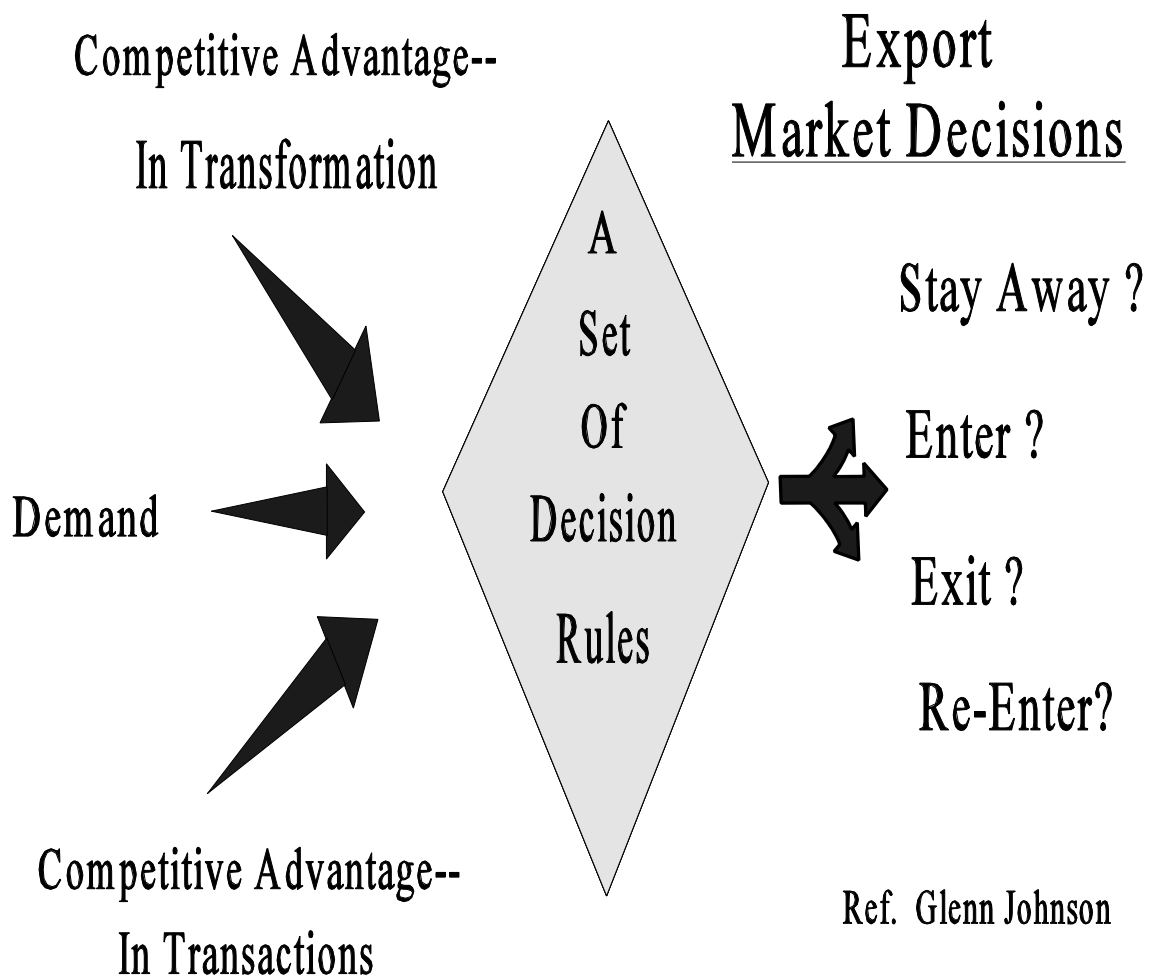 Competitive Advantage--
In Transformation
Demand
Competitive Advantage--
In Transactions
A
Set
Of
Decision
Rules
Export
Market Decisions
Stay Away ?
Enter ?
Exit ?
Re-Enter?
Ref. Glenn Johnson